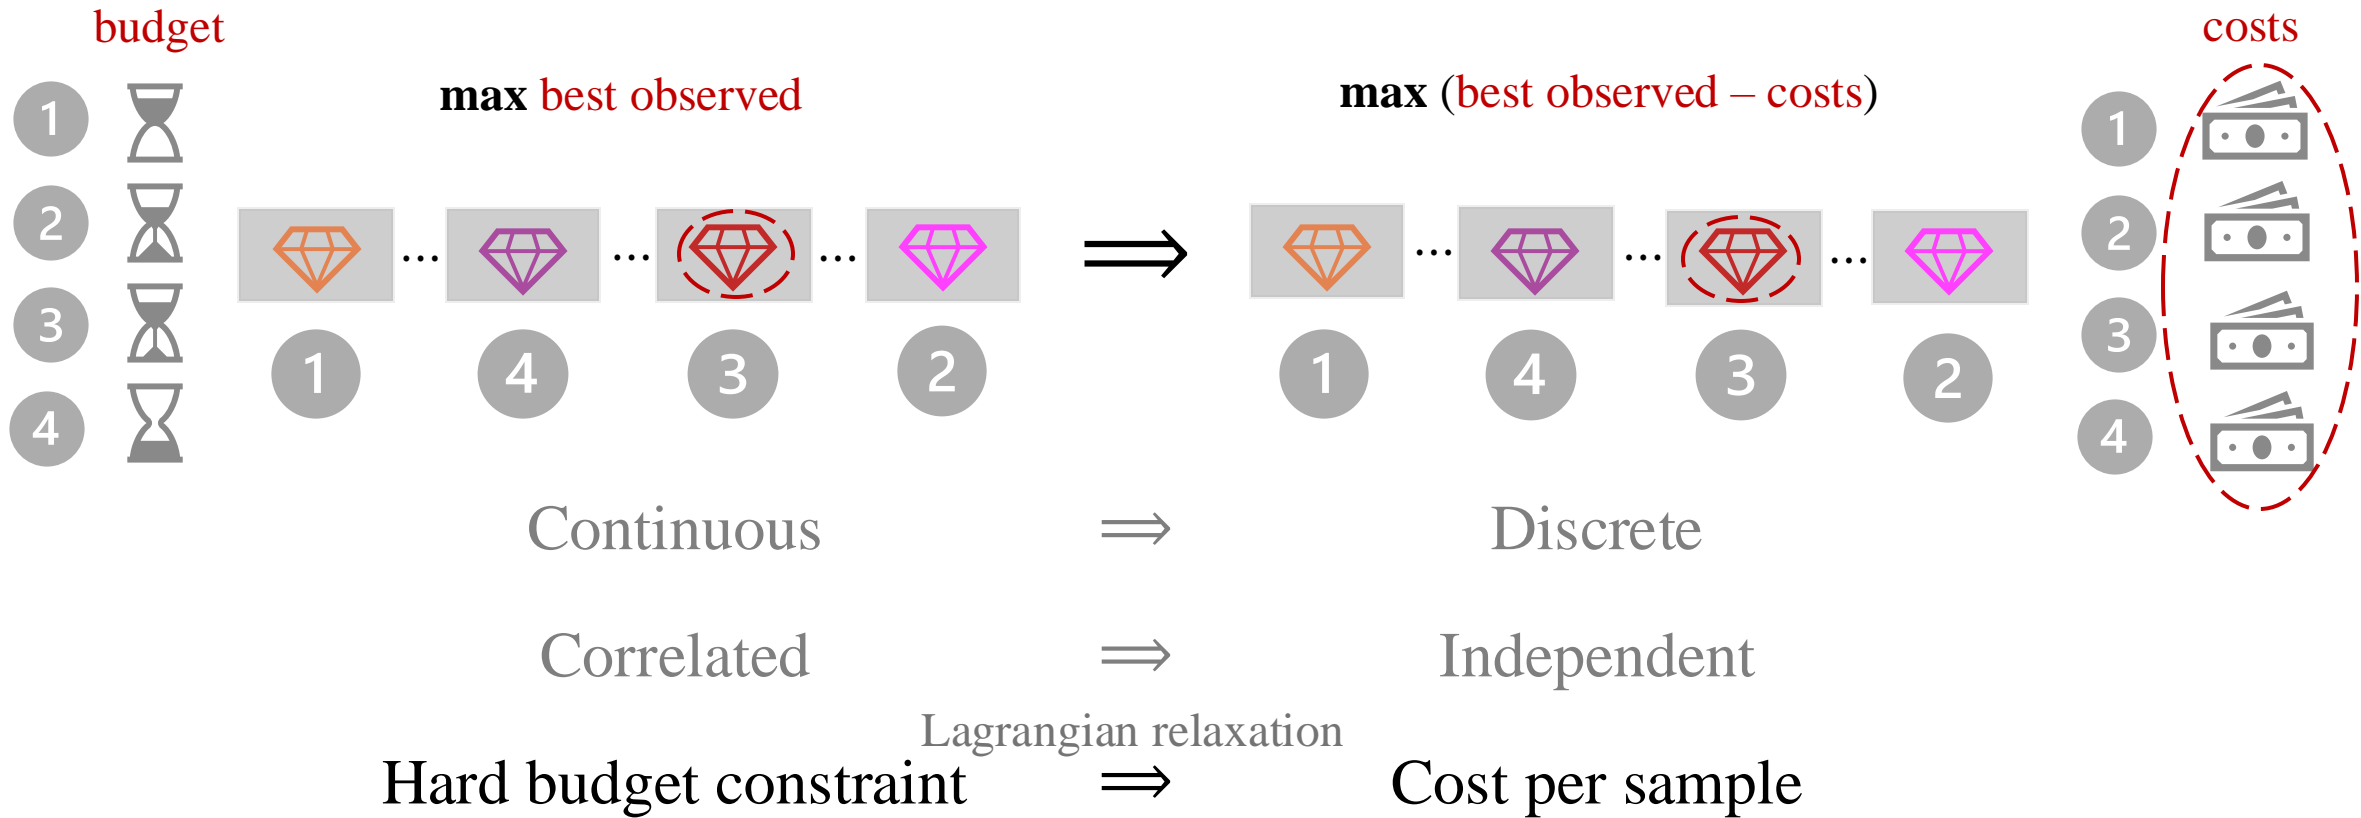 budget
costs
max best observed
max (best observed – costs)
1
2
3
4
... ... ...
1 4 3 2
⟹
... ... ...
1 4 3 2
1
2
3
4
Continuous ⟹ Discrete
Correlated ⟹ Independent
Lagrangian relaxation
Hard budget constraint ⟹ Cost per sample